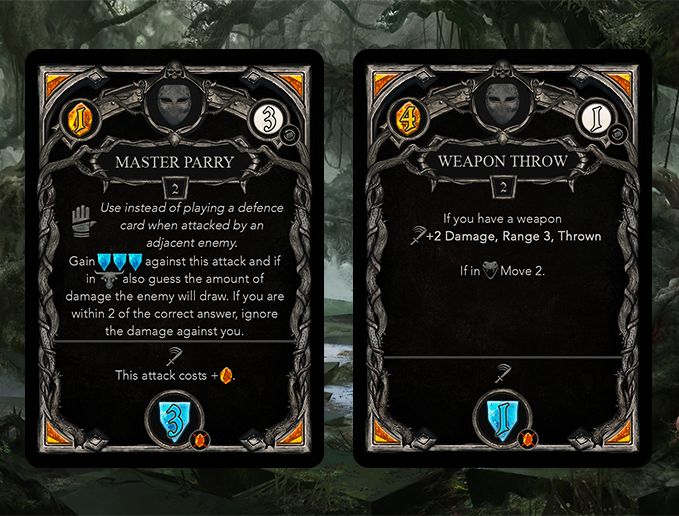 1
3
MASTER PARRY
2
Use instead of playing a defence
card when attacked by an
adjacent enemy.
Gain against this attack and if
in also guess the amount of
damage the enemy will draw. If you are
within 2 of the correct answer, ignore
the damage against you.
This attack costs + .
3
4
1
WEAPON THROW
2
If you have a weapon
+2 Damage, Range 3, Thrown
If in Move 2.
1